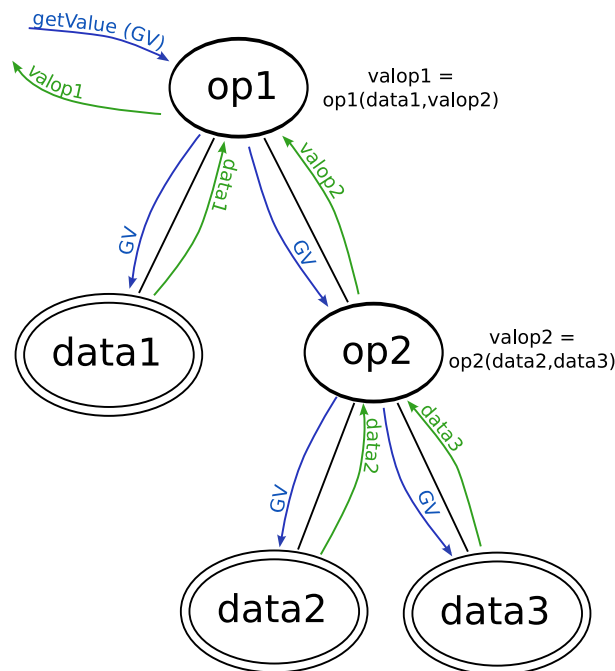 getValue (GV)
valop1
op1
valop1 =
op1(data1,valop2)
GV
data1
GV
valop2
data1
op2
valop2 =
op2(data2,data3)
GV
data2
GV
data3
data2
data3